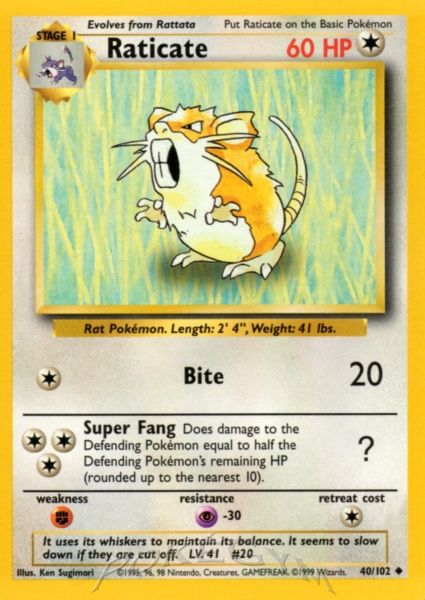 Evolves from Rattata Put Raticate on the Basic Pokémon
STAGE 1 Raticate 60 HP
Rat Pokémon. Length: 2' 4", Weight: 41 lbs.
Bite 20
Super Fang Does damage to the
Defending Pokémon equal to half the
Defending Pokémon's remaining HP
(rounded up to the nearest 10).
?
weakness resistance retreat cost
-30
It uses its whiskers to maintain its balance. It seems to slow
down if they are cut off. LV. 41 #20
Illus. Ken Sugimori ©1995, 96, 98 Nintendo, Creatures, GAMEFREAK. ©1999 Wizards. 40/102